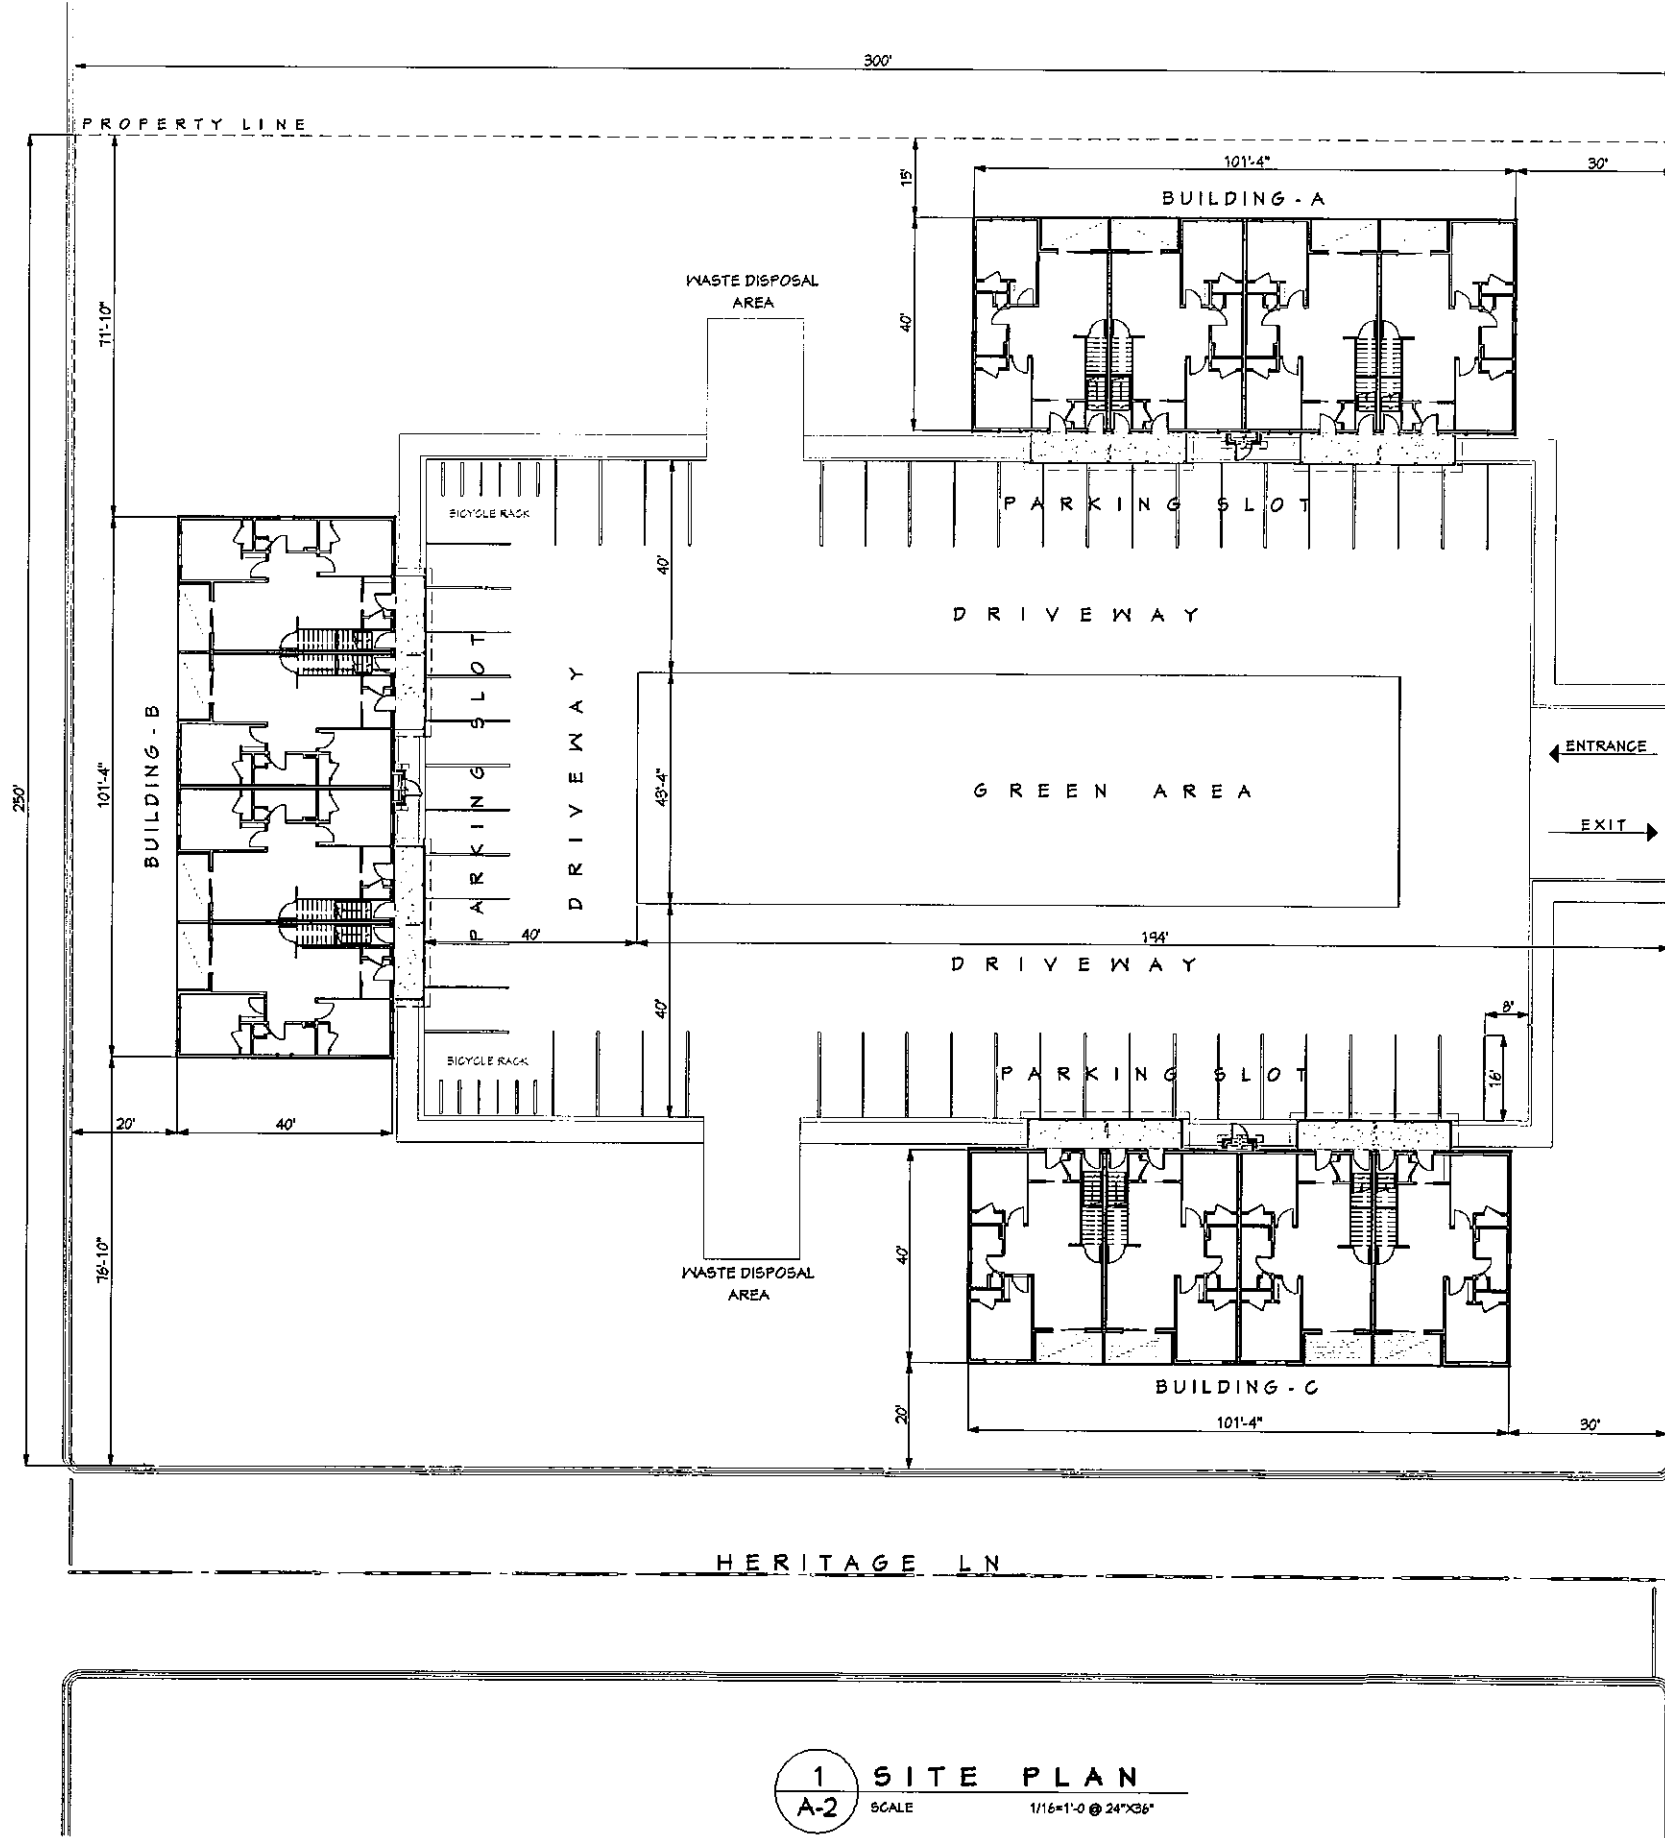 300'
PROPERTY LINE
101'-4"
30'
15'
BUILDING - A
WASTE DISPOSAL
AREA
40'
71'-10"
BICYCLE RACK
PARKING SLOT
40'
DRIVEWAY
BUILDING - B
101'-4"
250'
PARKING SLOT
DRIVEWAY
43'-4"
GREEN AREA
ENTRANCE
EXIT
40'
194'
DRIVEWAY
40'
8'
BICYCLE RACK
PARKING SLOT
16'
20'
40'
76'-10"
40'
WASTE DISPOSAL
AREA
BUILDING - C
20'
101'-4"
30'
HERITAGE LN
1
A-2
SITE PLAN
SCALE
1/16=1'-0 @ 24"X36"